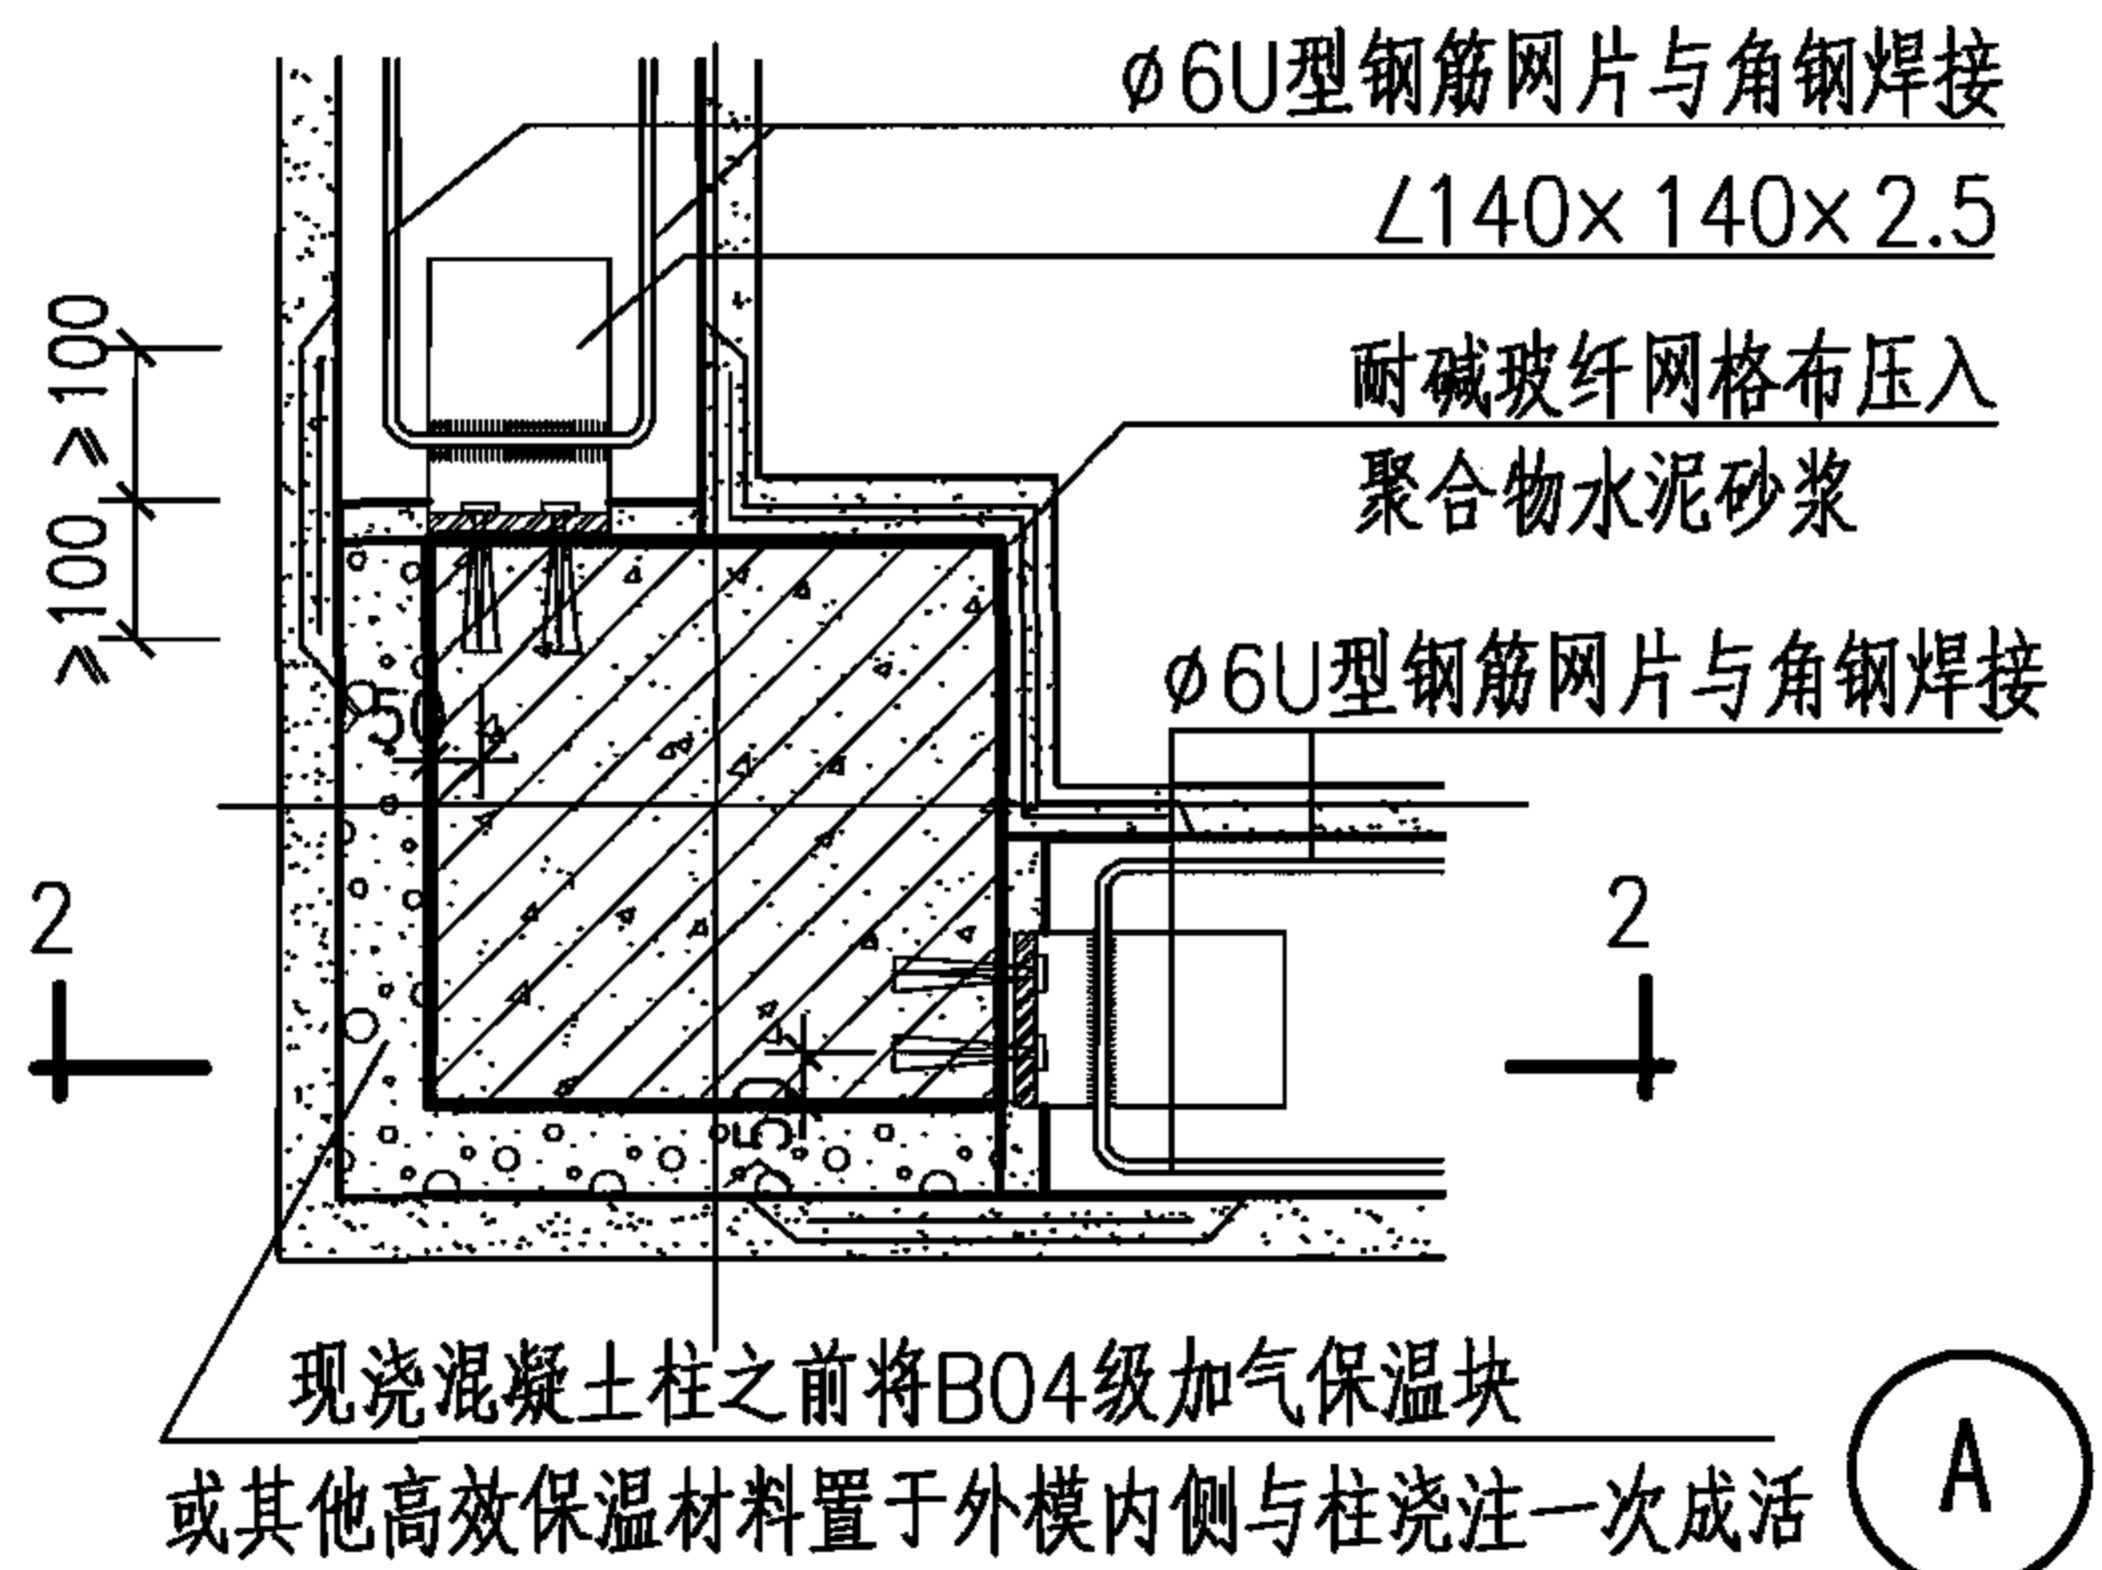 ø6U型钢筋网片与角钢焊接
∠140×140×2.5
耐碱玻纤网格布压入
聚合物水泥砂浆
≥100
≥100
ø6U型钢筋网片与角钢焊接
50
2
2
50
现浇混凝土柱之前将B04级加气保温块
或其他高效保温材料置于外模内侧与柱浇注一次成活
A